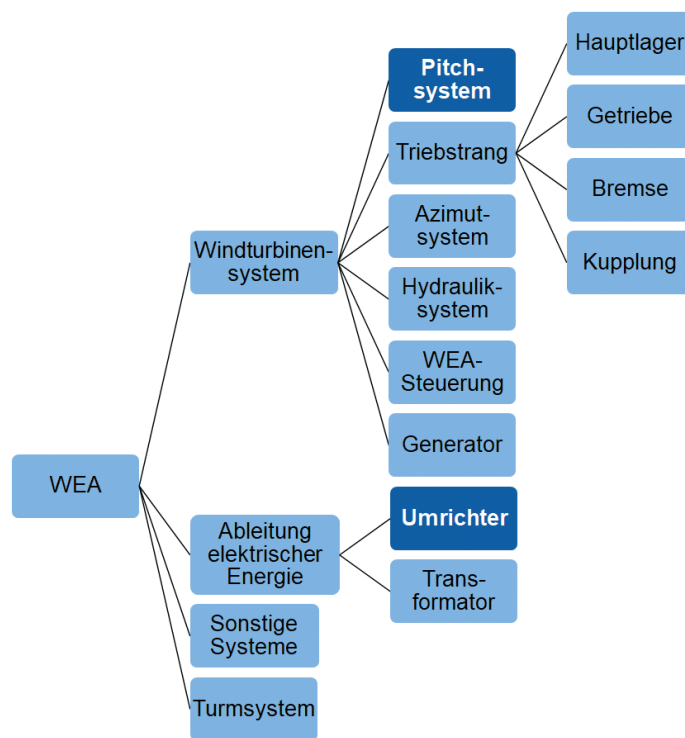 WEA
Windturbinen-
system
Pitch-
system
Triebstrang
Hauptlager
Getriebe
Bremse
Kupplung
Azimut-
system
Hydraulik-
system
WEA-
Steuerung
Generator
Ableitung
elektrischer
Energie
Umrichter
Trans-
formator
Sonstige
Systeme
Turmsystem